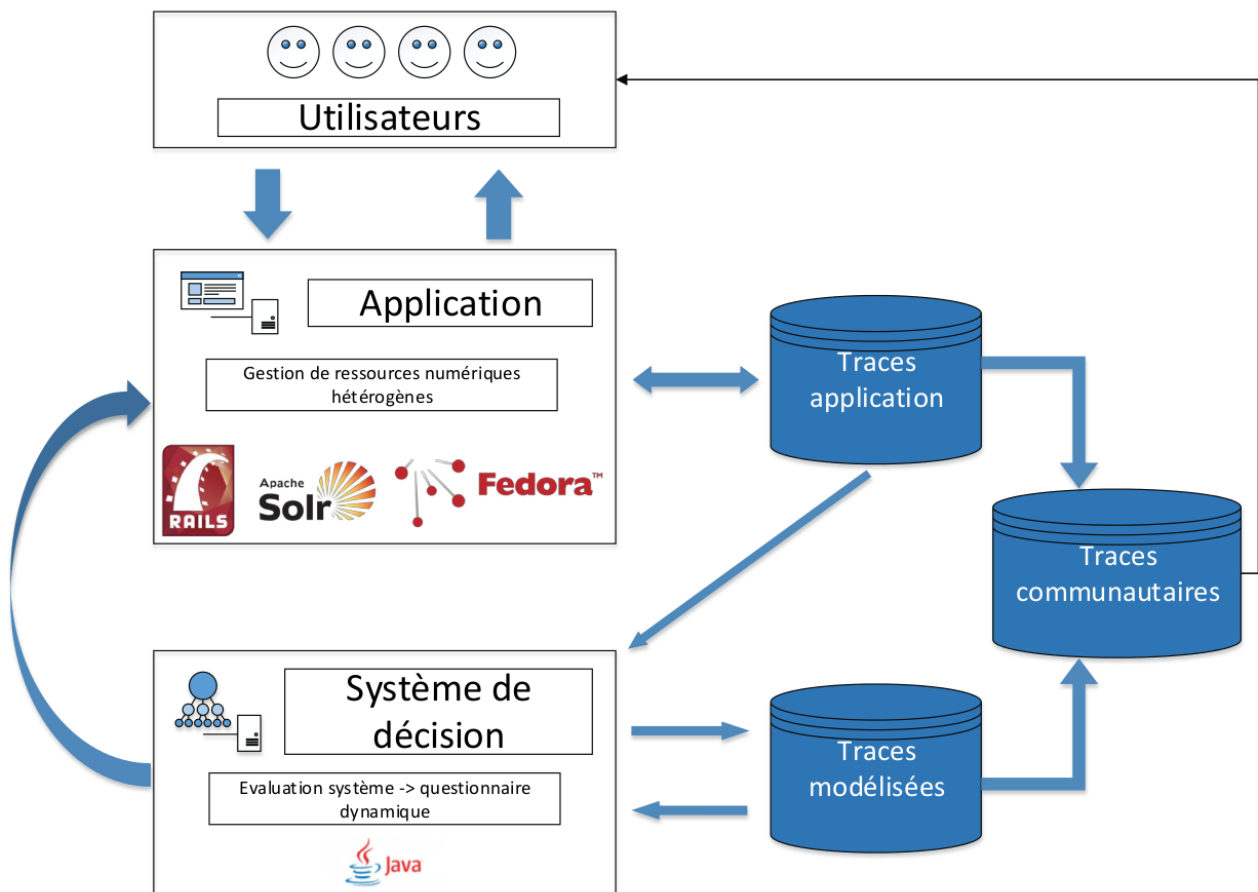 Utilisateurs
Application
Gestion de ressources numériques
hétérogènes
RAILS
Apache
Solr
Fedora™
Traces
application
Traces
communautaires
Système de
décision
Evaluation système -> questionnaire
dynamique
Java
Traces
modélisées